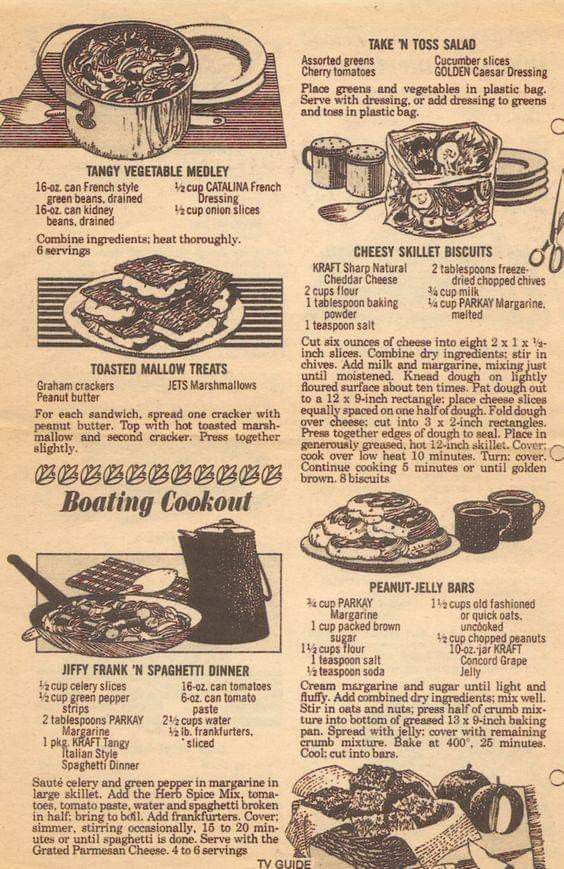 TANGY VEGETABLE MEDLEY
16-oz. can French style
green beans, drained
16-oz. can kidney
beans, drained
½ cup CATALINA French
Dressing
½ cup onion slices
Combine ingredients; heat thoroughly.
6 servings
TOASTED MALLOW TREATS
Graham crackers
Peanut butter
JETS Marshmallows
For each sandwich, spread one cracker with
peanut butter. Top with hot toasted marsh-
mallow and second cracker. Press together
slightly.
Boating Cookout
JIFFY FRANK 'N SPAGHETTI DINNER
½ cup celery slices
½ cup green pepper
strips
2 tablespoons PARKAY
Margarine
1 pkg. KRAFT Tangy
Italian Style
Spaghetti Dinner
16-oz. can tomatoes
6-oz. can tomato
paste
2½ cups water
½ lb. frankfurters,
sliced
Sauté celery and green pepper in margarine in
large skillet. Add the Herb Spice Mix, toma-
toes, tomato paste, water and spaghetti broken
in half; bring to boil. Add frankfurters. Cover;
simmer, stirring occasionally, 15 to 20 min-
utes or until spaghetti is done. Serve with the
Grated Parmesan Cheese. 4 to 6 servings
TAKE 'N TOSS SALAD
Assorted greens
Cherry tomatoes
Cucumber slices
GOLDEN Caesar Dressing
Place greens and vegetables in plastic bag.
Serve with dressing, or add dressing to greens
and toss in plastic bag.
CHEESY SKILLET BISCUITS
KRAFT Sharp Natural
Cheddar Cheese
2 cups flour
1 tablespoon baking
powder
1 teaspoon salt
2 tablespoons freeze-
dried chopped chives
¾ cup milk
¼ cup PARKAY Margarine,
melted
Cut six ounces of cheese into eight 2 x 1 x ½-
inch slices. Combine dry ingredients; stir in
chives. Add milk and margarine, mixing just
until moistened. Knead dough on lightly
floured surface about ten times. Pat dough out
to a 12 x 9-inch rectangle; place cheese slices
equally spaced on one half of dough. Fold dough
over cheese; cut into 3 x 2-inch rectangles.
Press together edges of dough to seal. Place in
generously greased, hot 12-inch skillet. Cover;
cook over low heat 10 minutes. Turn; cover.
Continue cooking 5 minutes or until golden
brown. 8 biscuits
PEANUT-JELLY BARS
¾ cup PARKAY
Margarine
1 cup packed brown
sugar
1½ cups flour
1 teaspoon salt
½ teaspoon soda
1½ cups old fashioned
or quick oats,
uncooked
½ cup chopped peanuts
10-oz. jar KRAFT
Concord Grape
Jelly
Cream margarine and sugar until light and
fluffy. Add combined dry ingredients; mix well.
Stir in oats and nuts; press half of crumb mix-
ture into bottom of greased 13 x 9-inch baking
pan. Spread with jelly; cover with remaining
crumb mixture. Bake at 400°, 25 minutes.
Cool; cut into bars.
TV GUIDE